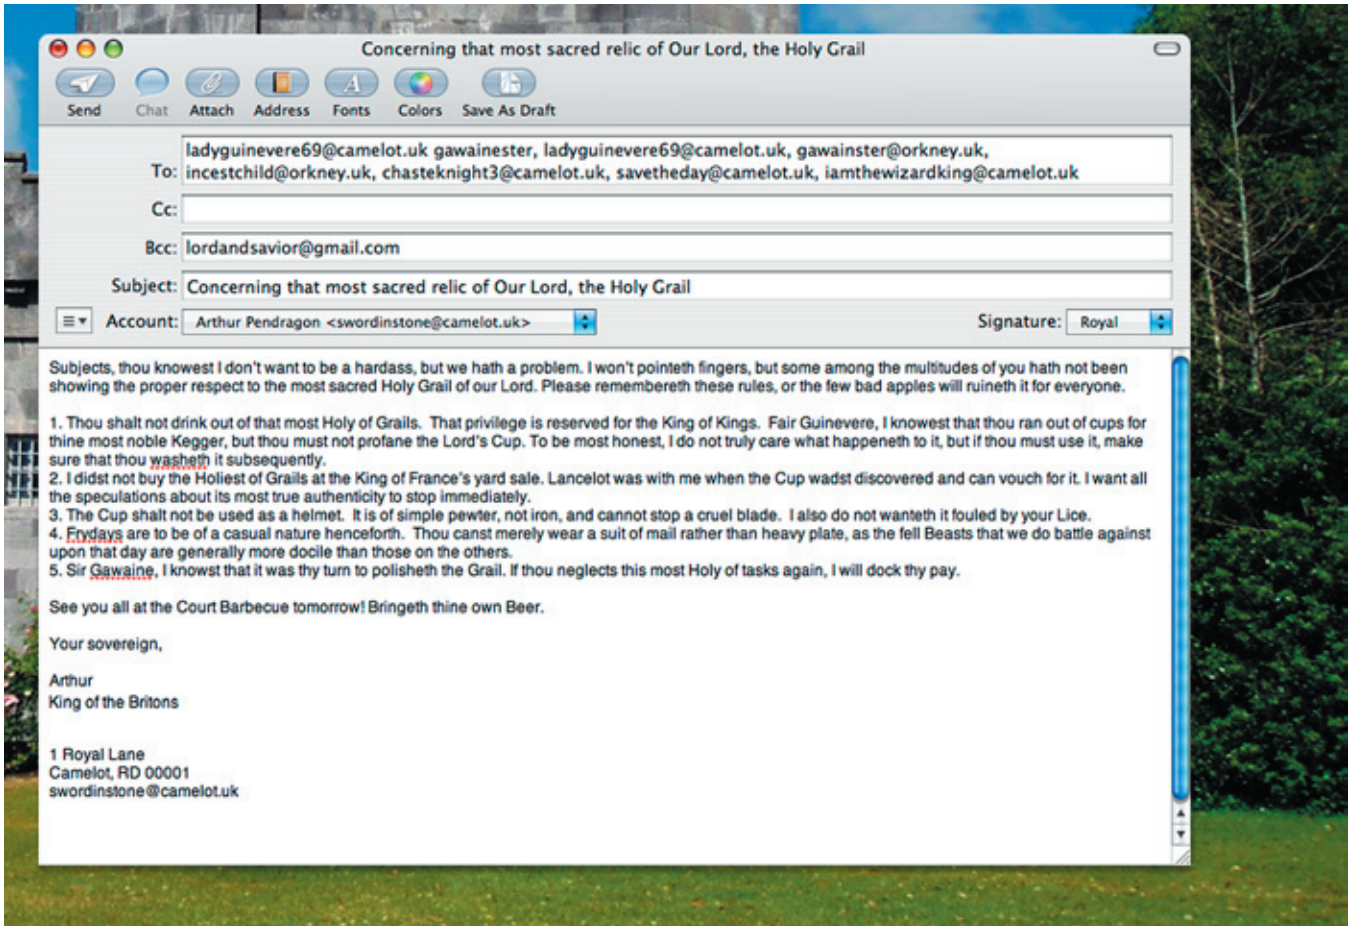 Concerning that most sacred relic of Our Lord, the Holy Grail
Send Chat Attach Address Fonts Colors Save As Draft
To: ladyguinevere69@camelot.uk gawainester, ladyguinevere69@camelot.uk, gawainster@orkney.uk,
incestchild@orkney.uk, chasteknight3@camelot.uk, savetheday@camelot.uk, iamthewizardking@camelot.uk
Cc:
Bcc: lordandsavior@gmail.com
Subject: Concerning that most sacred relic of Our Lord, the Holy Grail
Account: Arthur Pendragon <swordinstone@camelot.uk> Signature: Royal
Subjects, thou knowest I don't want to be a hardass, but we hath a problem. I won't pointeth fingers, but some among the multitudes of you hath not been
showing the proper respect to the most sacred Holy Grail of our Lord. Please remembereth these rules, or the few bad apples will ruineth it for everyone.
1. Thou shalt not drink out of that most Holy of Grails. That privilege is reserved for the King of Kings. Fair Guinevere, I knowest that thou ran out of cups for
thine most noble Kegger, but thou must not profane the Lord's Cup. To be most honest, I do not truly care what happeneth to it, but if thou must use it, make
sure that thou washeth it subsequently.
2. I didst not buy the Holiest of Grails at the King of France's yard sale. Lancelot was with me when the Cup wadst discovered and can vouch for it. I want all
the speculations about its most true authenticity to stop immediately.
3. The Cup shalt not be used as a helmet. It is of simple pewter, not iron, and cannot stop a cruel blade. I also do not wanteth it fouled by your Lice.
4. Frydays are to be of a casual nature henceforth. Thou canst merely wear a suit of mail rather than heavy plate, as the fell Beasts that we do battle against
upon that day are generally more docile than those on the others.
5. Sir Gawaine, I knowst that it was thy turn to polisheth the Grail. If thou neglects this most Holy of tasks again, I will dock thy pay.
See you all at the Court Barbecue tomorrow! Bringeth thine own Beer.
Your sovereign,
Arthur
King of the Britons
1 Royal Lane
Camelot, RD 00001
swordinstone@camelot.uk